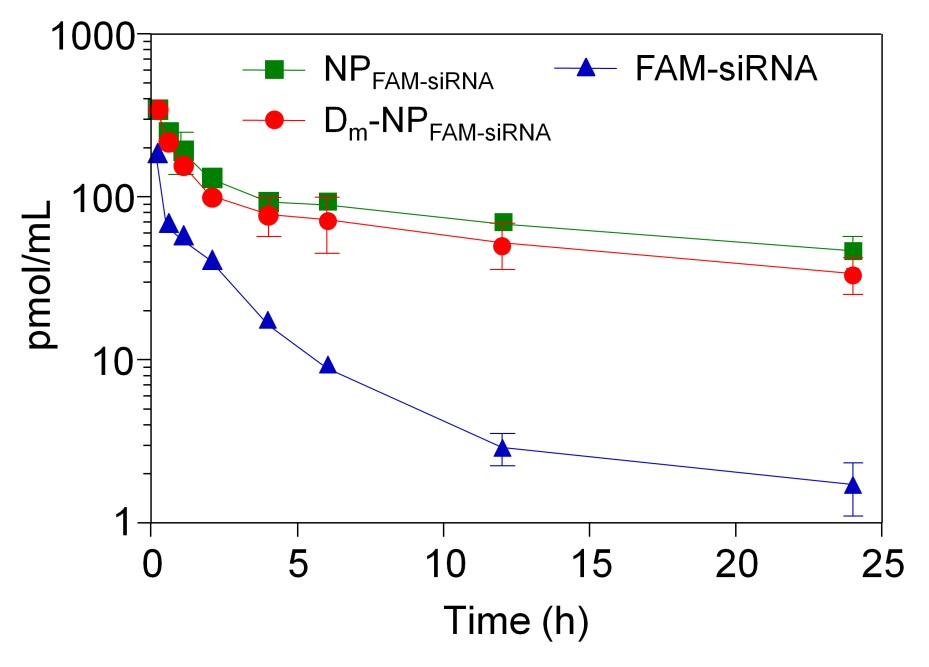 1000
NP FAM-siRNA
FAM-siRNA
Dm-NP FAM-siRNA
100
pmol/mL
10
1
0 5 10 15 20 25
Time (h)